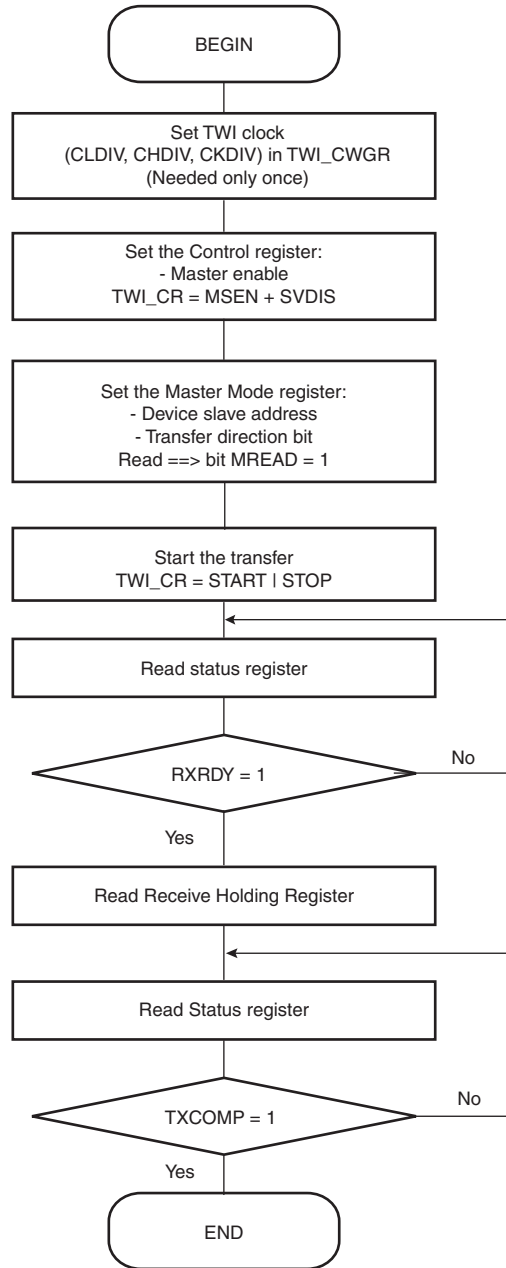 BEGIN
Set TWI clock
(CLDIV, CHDIV, CKDIV) in TWI_CWGR
(Needed only once)
Set the Control register:
- Master enable
TWI_CR = MSEN + SVDIS
Set the Master Mode register:
- Device slave address
- Transfer direction bit
Read ==> bit MREAD = 1
Start the transfer
TWI_CR = START | STOP
Read status register
RXRDY = 1
No
Yes
Read Receive Holding Register
Read Status register
TXCOMP = 1
No
Yes
END